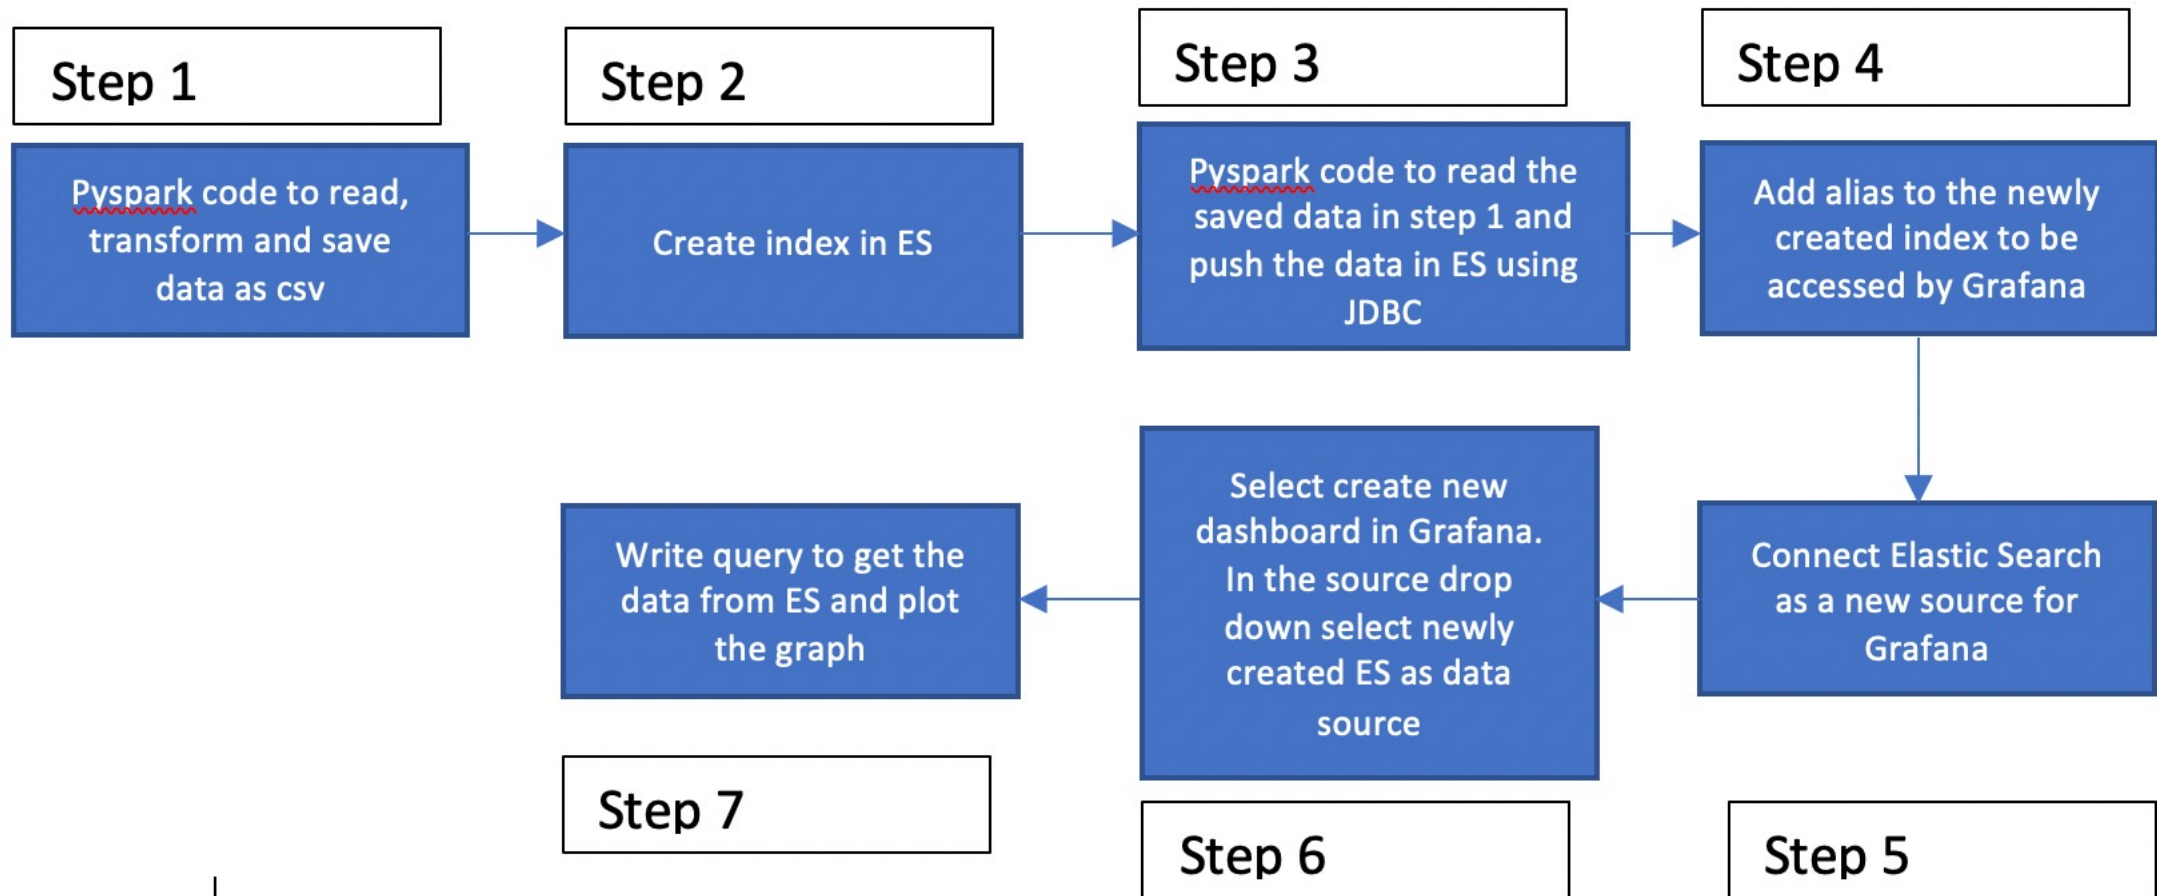 Step 1
Pyspark code to read,
transform and save
data as csv
Step 2
Create index in ES
Step 3
Pyspark code to read the
saved data in step 1 and
push the data in ES using
JDBC
Step 4
Add alias to the newly
created index to be
accessed by Grafana
Connect Elastic Search
as a new source for
Grafana
Step 5
Select create new
dashboard in Grafana.
In the source drop
down select newly
created ES as data
source
Step 6
Write query to get the
data from ES and plot
the graph
Step 7